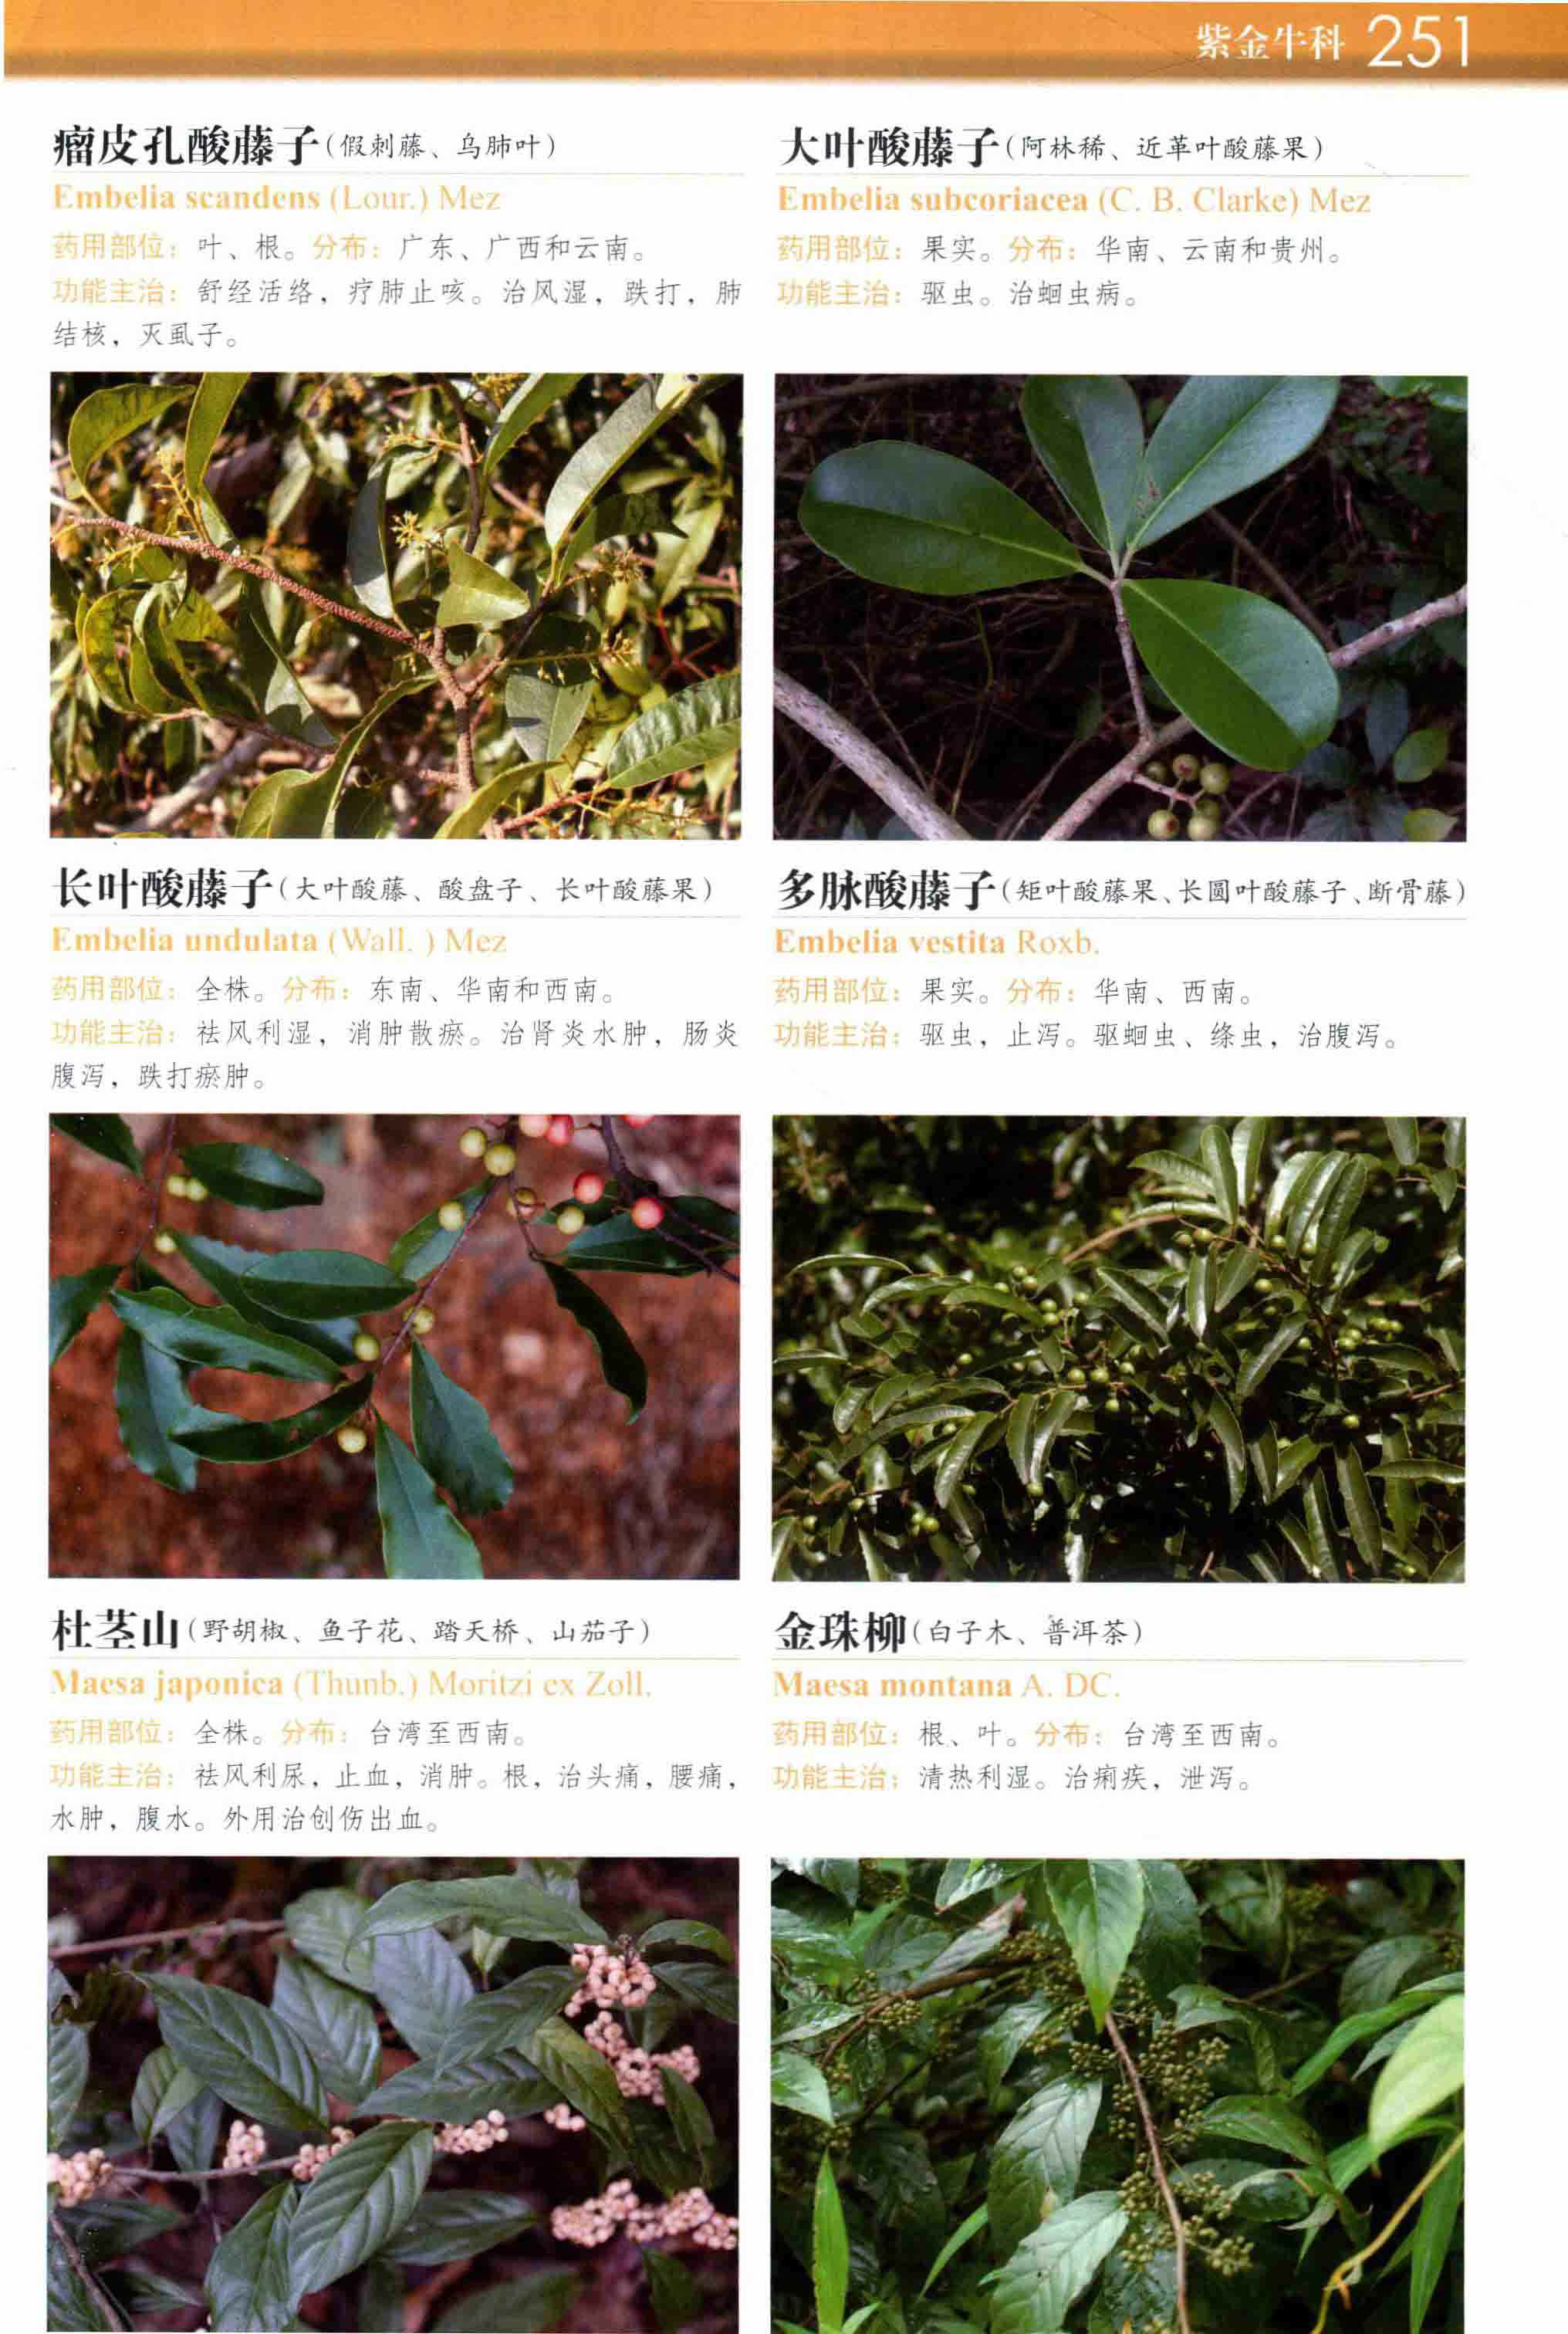 紫金牛科 251
瘤皮孔酸藤子(假刺藤、乌肺叶)
Embelia scandens (Lour.) Mez
药用部位：叶、根。分布：广东、广西和云南。
功能主治：舒经活络，疗肺止咳。治风湿，跌打，肺
结核，灭虱子。
大叶酸藤子(阿林稀、近革叶酸藤果)
Embelia subcoriacea (C. B. Clarke) Mez
药用部位：果实。分布：华南、云南和贵州。
功能主治：驱虫。治蛔虫病。
长叶酸藤子(大叶酸藤、酸盘子、长叶酸藤果)
Embelia undulata (Wall. ) Mez
药用部位：全株。分布：东南、华南和西南。
功能主治：祛风利湿，消肿散瘀。治肾炎水肿，肠炎
腹泻，跌打瘀肿。
多脉酸藤子(矩叶酸藤果、长圆叶酸藤子、断骨藤)
Embelia vestita Roxb.
药用部位：果实。分布：华南、西南。
功能主治：驱虫，止泻。驱蛔虫、绦虫，治腹泻。
杜茎山(野胡椒、鱼子花、踏天桥、山茄子)
Maesa japonica (Thunb.) Moritzi ex Zoll.
药用部位：全株。分布：台湾至西南。
功能主治：祛风利尿，止血，消肿。根，治头痛，腰痛，
水肿，腹水。外用治创伤出血。
金珠柳(白子木、普洱茶)
Maesa montana A. DC.
药用部位：根、叶。分布：台湾至西南。
功能主治：清热利湿。治痢疾，泄泻。